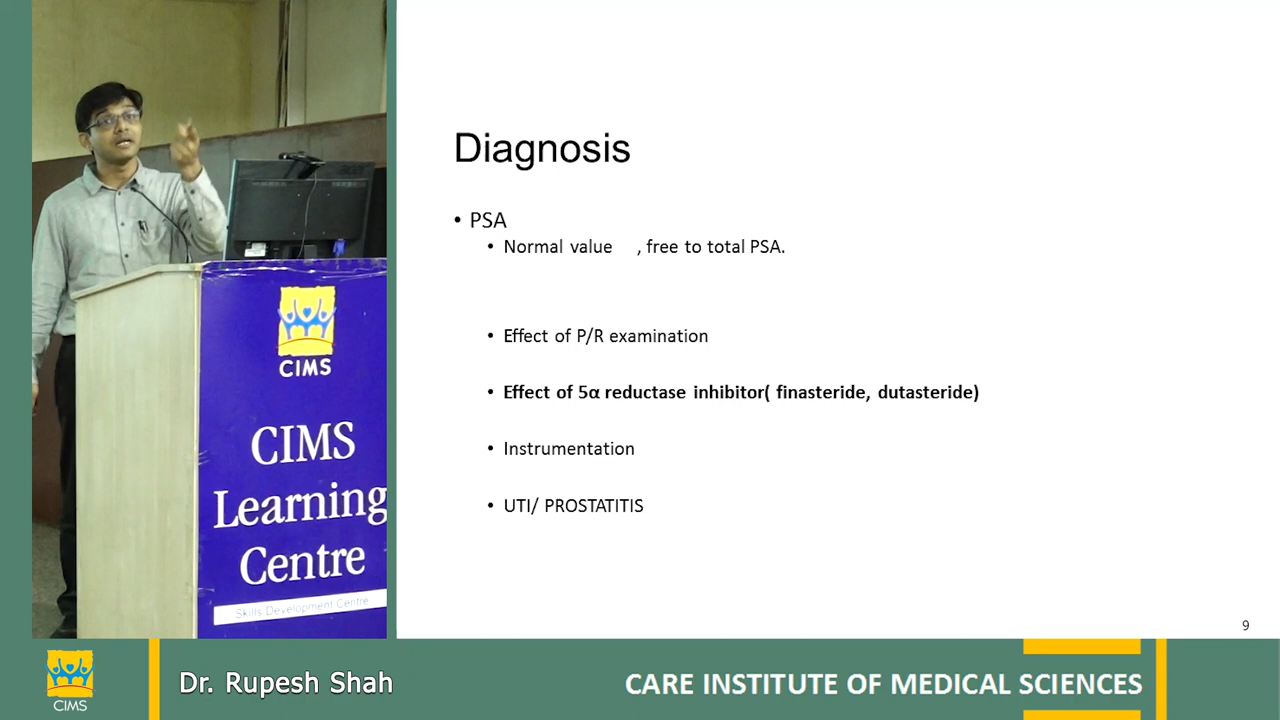 Diagnosis
• PSA
• Normal value , free to total PSA.
• Effect of P/R examination
• Effect of 5α reductase inhibitor( finasteride, dutasteride)
• Instrumentation
• UTI/ PROSTATITIS
9
CIMS
CIMS
Learning
Centre
Skills Development Centre
CIMS
Dr. Rupesh Shah
CARE INSTITUTE OF MEDICAL SCIENCES